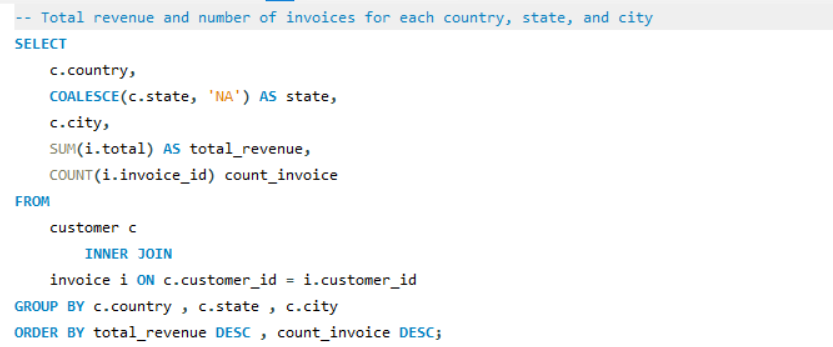 -- Total revenue and number of invoices for each country, state, and city
SELECT
c.country,
COALESCE(c.state, 'NA') AS state,
c.city,
SUM(i.total) AS total_revenue,
COUNT(i.invoice_id) count_invoice
FROM
customer c
INNER JOIN
invoice i ON c.customer_id = i.customer_id
GROUP BY c.country , c.state , c.city
ORDER BY total_revenue DESC , count_invoice DESC;